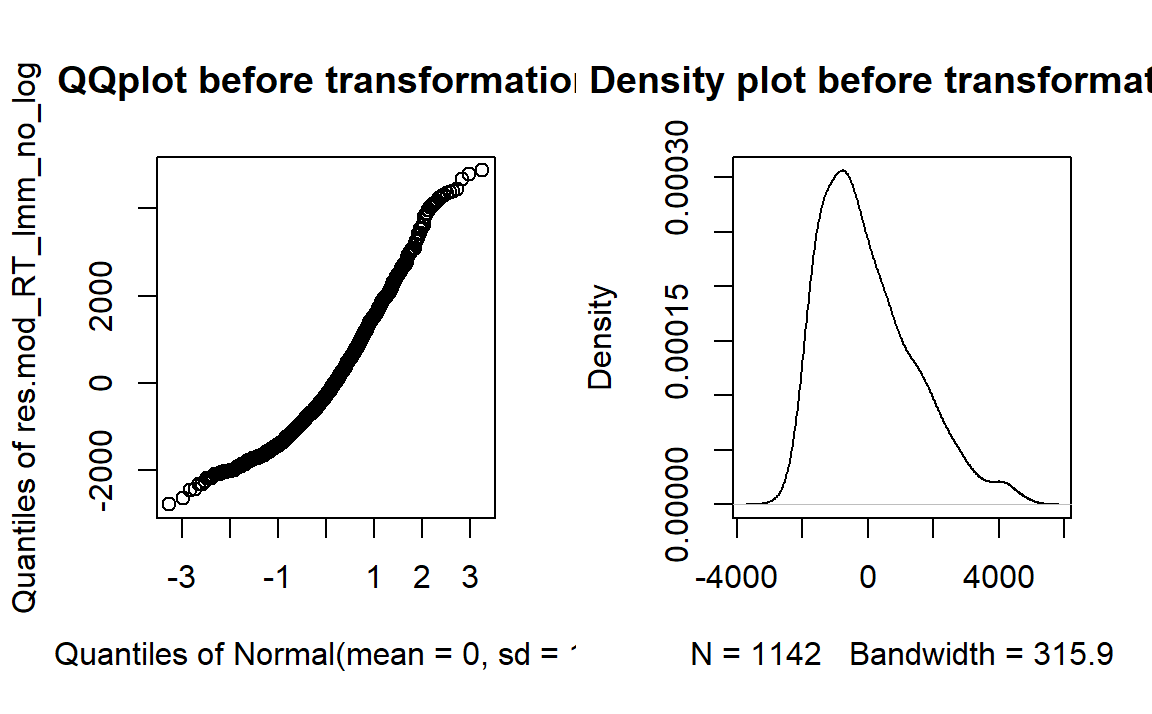 QQplot before transformation
Quantiles of res.mod_RT_lmm_no_log
-2000 0 2000
-3 -1 1 2 3
Quantiles of Normal(mean = 0, sd =
Density plot before transformat
Density
0.00000 0.00015 0.00030
-4000 0 4000
N = 1142 Bandwidth = 315.9